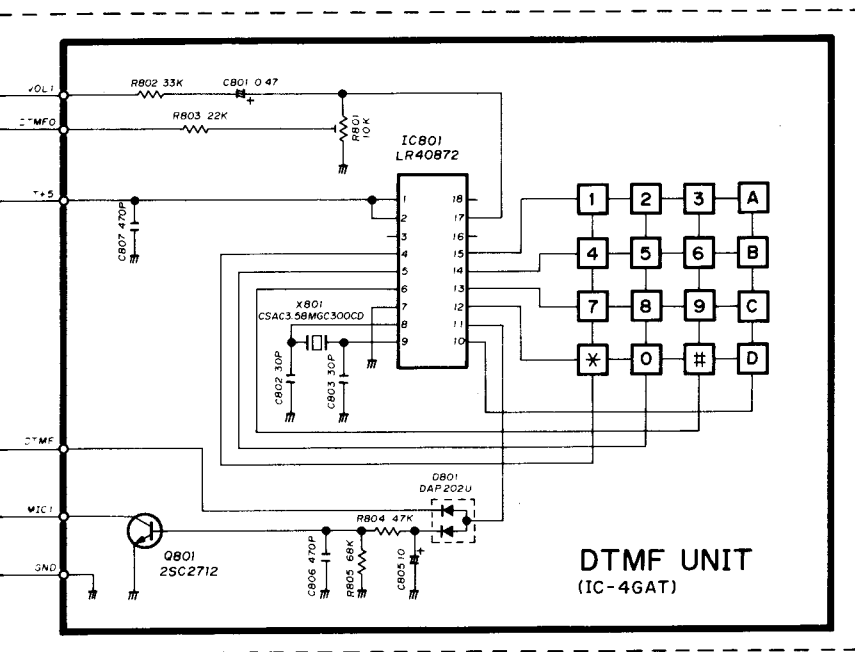 R802 33K
C801 0.47
R803 22K
R801
10K
IC801
LR40872
C807 470P
1
2
3
4
5
6
7
8
9
18
17
16
15
14
13
12
11
10
X801
CSAC3.58MGC300CD
C802 30P
C803 30P
1 2 3 A
4 5 6 B
7 8 9 C
* 0 # D
DTMF
MIC1
GND
D801
DAP202U
R804 47K
Q801
2SC2712
C806 470P
R805 68K
C805 10
DTMF UNIT
(IC-4GAT)